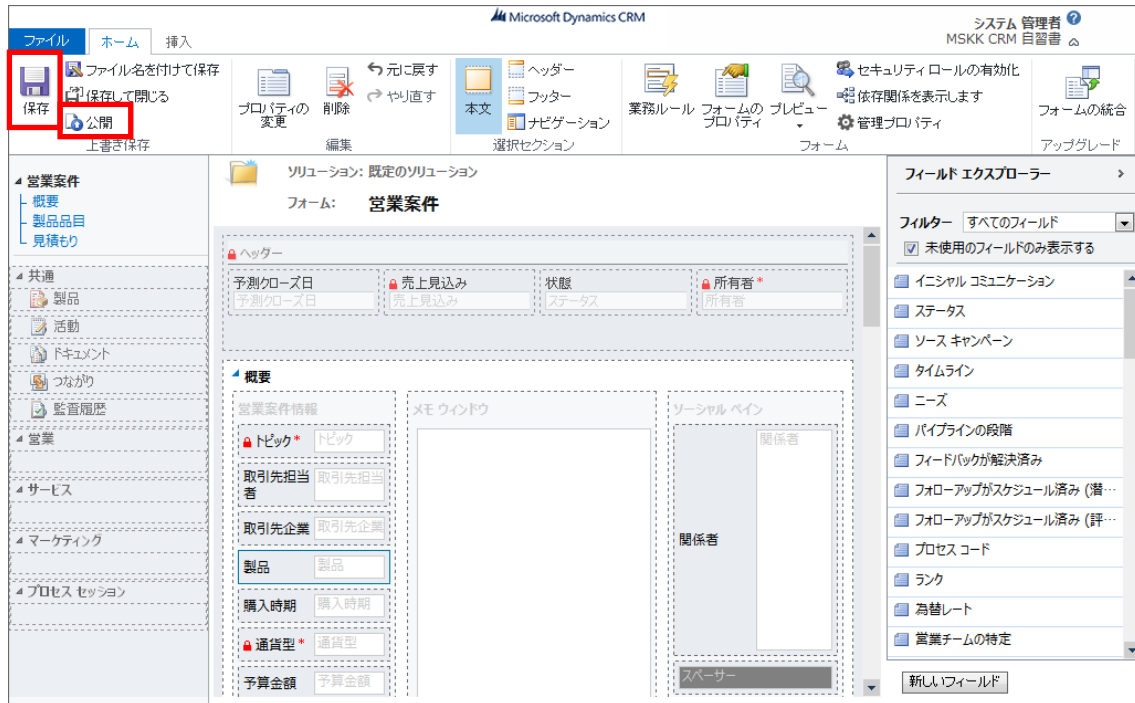 Microsoft Dynamics CRM
システム 管理者
MSKK CRM 自習書
ファイル
ホーム
挿入
保存
ファイル名を付けて保存
保存して閉じる
公開
上書き保存
プロパティの変更
削除
元に戻す
やり直す
編集
本文
ヘッダー
フッター
ナビゲーション
選択セクション
業務ルール
フォームのプロパティ
プレビュー
セキュリティ ロールの有効化
依存関係を表示します
管理プロパティ
フォーム
フォームの統合
アップグレード
営業案件
概要
製品品目
見積もり
共通
製品
活動
ドキュメント
つながり
監査履歴
営業
サービス
マーケティング
プロセス セッション
ソリューション: 既定のソリューション
フォーム: 営業案件
ヘッダー
予測クローズ日
予測クローズ日
売上見込み
売上見込み
状態
ステータス
所有者*
所有者
概要
営業案件情報
トピック* トピック
取引先担当者 取引先担当
取引先企業 取引先企業
製品 製品
購入時期 購入時期
通貨型* 通貨型
予算金額 予算金額
メモ ウィンドウ
ソーシャル ペイン
関係者 関係者
スペーサー
フィールド エクスプローラー
フィルター すべてのフィールド
未使用のフィールドのみ表示する
イニシャル コミュニケーション
ステータス
ソース キャンペーン
タイムライン
ニーズ
パイプラインの段階
フィードバックが解決済み
フォローアップがスケジュール済み (潜…
フォローアップがスケジュール済み (評…
プロセス コード
ランク
為替レート
営業チームの特定
新しいフィールド